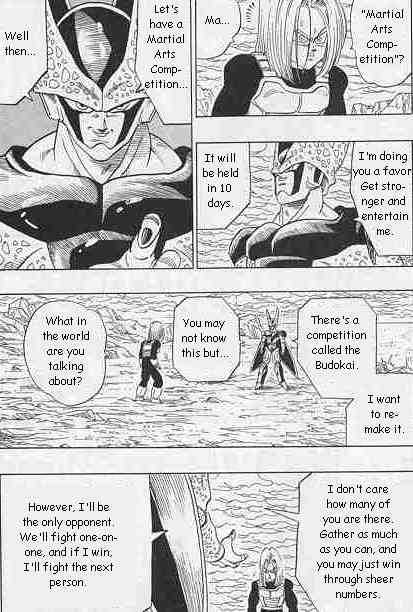 Well
then...
Let's
have a
Martial
Arts
Comp-
etition...
Ma...
"Martial
Arts
Comp-
etition"?
It will
be held
in 10
days.
I'm doing
you a favor
Get stro-
nger and
entertain
me.
What in
the world
are you
talking
about?
You may
not know
this but...
There's a
competition
called the
Budokai.
I want
to re-
make it.
However, I'll be
the only opponent.
We'll fight one-on-
one, and if I win,
I'll fight the next
person.
I don't care
how many of
you are there.
Gather as much
as you can, and
you may just win
through sheer
numbers.